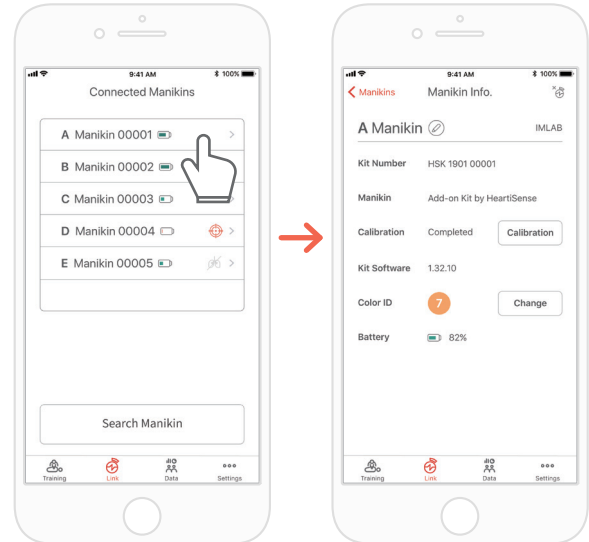 9:41 AM
100%
Connected Manikins
A Manikin 00001
B Manikin 00002
C Manikin 00003
D Manikin 00004
E Manikin 00005
Search Manikin
Training Link Data Settings
9:41 AM
100%
Manikins Manikin Info.
A Manikin IMLAB
Kit Number HSK 1901 00001
Manikin Add-on Kit by HeartiSense
Calibration Completed Calibration
Kit Software 1.32.10
Color ID 7 Change
Battery 82%
Training Link Data Settings